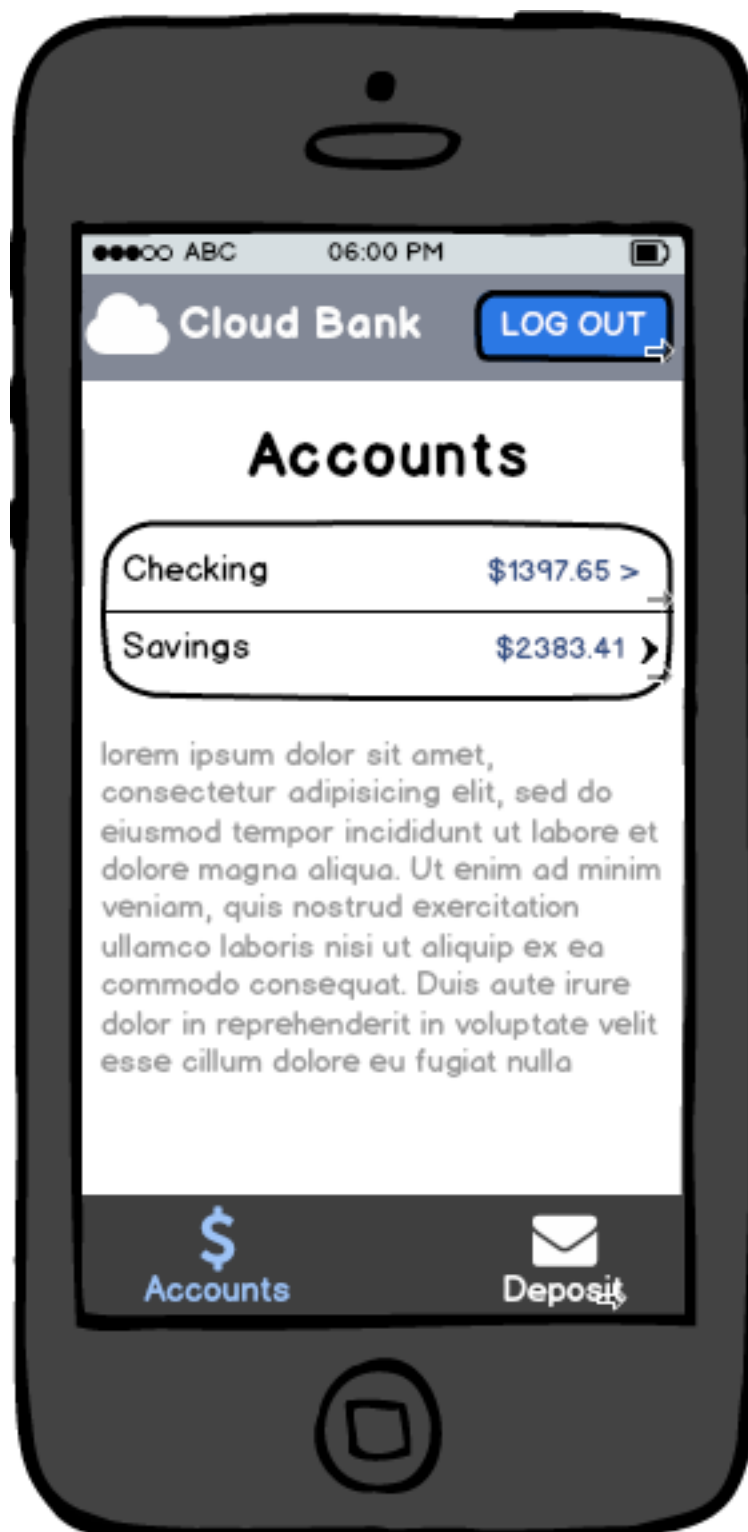 ABC 06:00 PM
Cloud Bank LOG OUT
Accounts
Checking $1397.65 >
Savings $2383.41
lorem ipsum dolor sit amet,
consectetur adipisicing elit, sed do
eiusmod tempor incididunt ut labore et
dolore magna aliqua. Ut enim ad minim
veniam, quis nostrud exercitation
ullamco laboris nisi ut aliquip ex ea
commodo consequat. Duis aute irure
dolor in reprehenderit in voluptate velit
esse cillum dolore eu fugiat nulla
$
Accounts Deposit